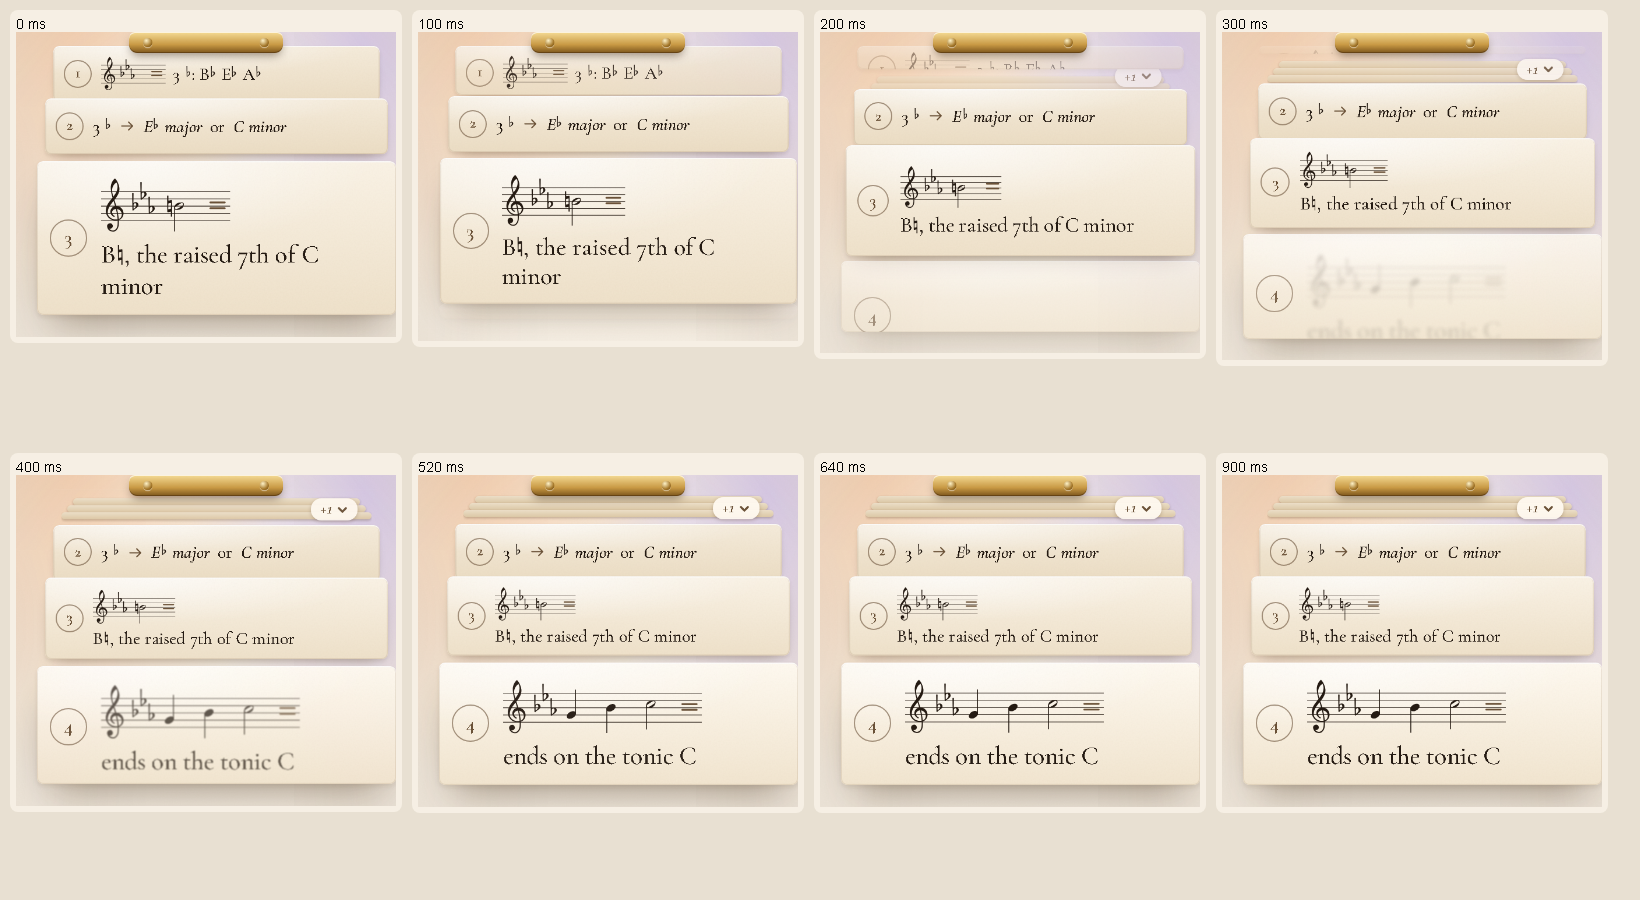 0 ms
1 3 ♭: B♭ E♭ A♭
2 3 ♭ → E♭ major or C minor
3
B♮, the raised 7th of C
minor
100 ms
1 3 ♭: B♭ E♭ A♭
2 3 ♭ → E♭ major or C minor
3
B♮, the raised 7th of C
minor
200 ms
+1
2 3 ♭ → E♭ major or C minor
3
B♮, the raised 7th of C minor
4
300 ms
+1
2 3 ♭ → E♭ major or C minor
3
B♮, the raised 7th of C minor
4
ends on the tonic C
400 ms
+1
2 3 ♭ → E♭ major or C minor
3
B♮, the raised 7th of C minor
4
ends on the tonic C
520 ms
+1
2 3 ♭ → E♭ major or C minor
3
B♮, the raised 7th of C minor
4
ends on the tonic C
640 ms
+1
2 3 ♭ → E♭ major or C minor
3
B♮, the raised 7th of C minor
4
ends on the tonic C
900 ms
+1
2 3 ♭ → E♭ major or C minor
3
B♮, the raised 7th of C minor
4
ends on the tonic C